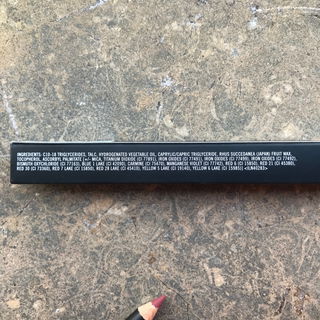 INGREDIENTS: C10-18 TRIGLYCERIDES, TALC, HYDROGENATED VEGETABLE OIL, CAPRYLIC/CAPRIC TRIGLYCERIDE, RHUS SUCCEDANEA (JAPAN) FRUIT WAX,
TOCOPHEROL, ASCORBYL PALMITATE [+/- MICA, TITANIUM DIOXIDE (CI 77891), IRON OXIDES (CI 77491), IRON OXIDES (CI 77499), IRON OXIDES (CI 77492),
BISMUTH OXYCHLORIDE (CI 77163), BLUE 1 LAKE (CI 42090), CARMINE (CI 75470), MANGANESE VIOLET (CI 77742), RED 6 (CI 15850), RED 21 (CI 45380),
RED 30 (CI 73360), RED 7 LAKE (CI 15850), RED 28 LAKE (CI 45410), YELLOW 5 LAKE (CI 19140), YELLOW 6 LAKE (CI 15985)]